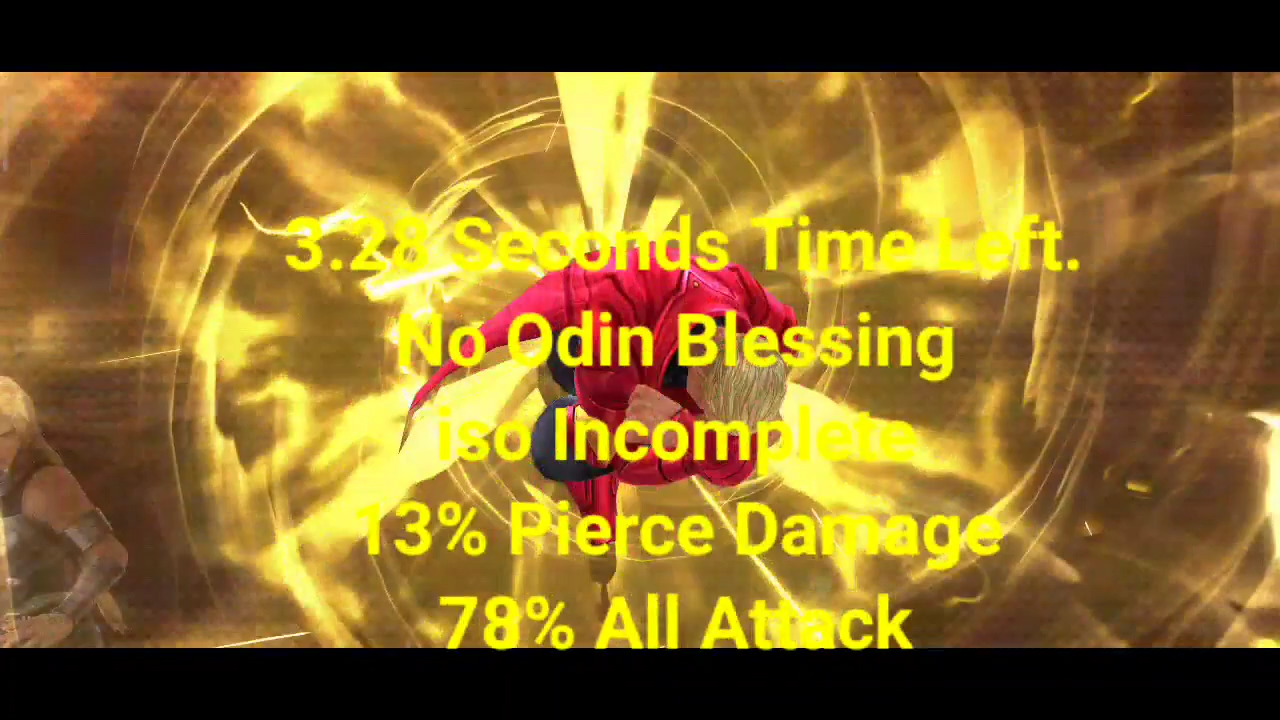 3.28 Seconds Time Left.
No Odin Blessing
iso Incomplete
13% Pierce Damage
78% All Attack